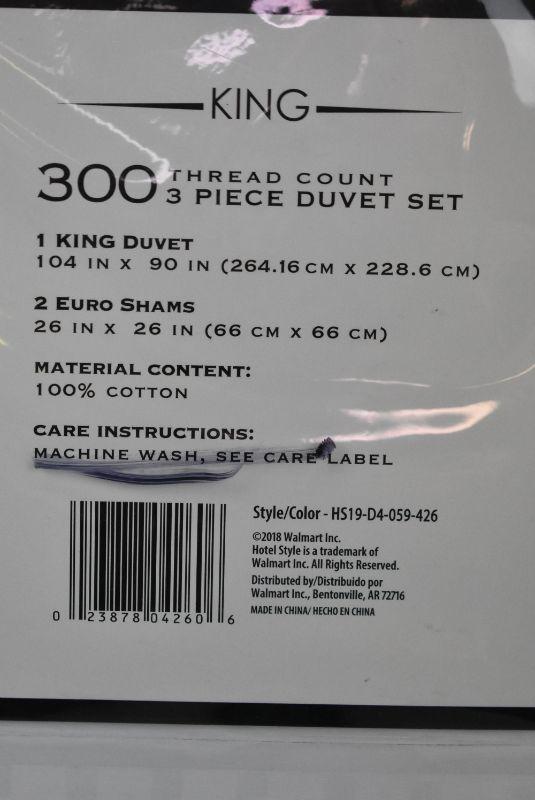 KING
300 THREAD COUNT
3 PIECE DUVET SET
1 KING DUVET
104 IN X 90 IN (264.16 CM X 228.6 CM)
2 EURO SHAMS
26 IN X 26 IN (66 CM X 66 CM)
MATERIAL CONTENT:
100% COTTON
CARE INSTRUCTIONS:
MACHINE WASH, SEE CARE LABEL
Style/Color - HS19-D4-059-426
©2018 Walmart Inc.
Hotel Style is a trademark of
Walmart Inc. All Rights Reserved.
Distributed by/Distribuido por
Walmart Inc., Bentonville, AR 72716
MADE IN CHINA/ HECHO EN CHINA
0 23878 04260 6